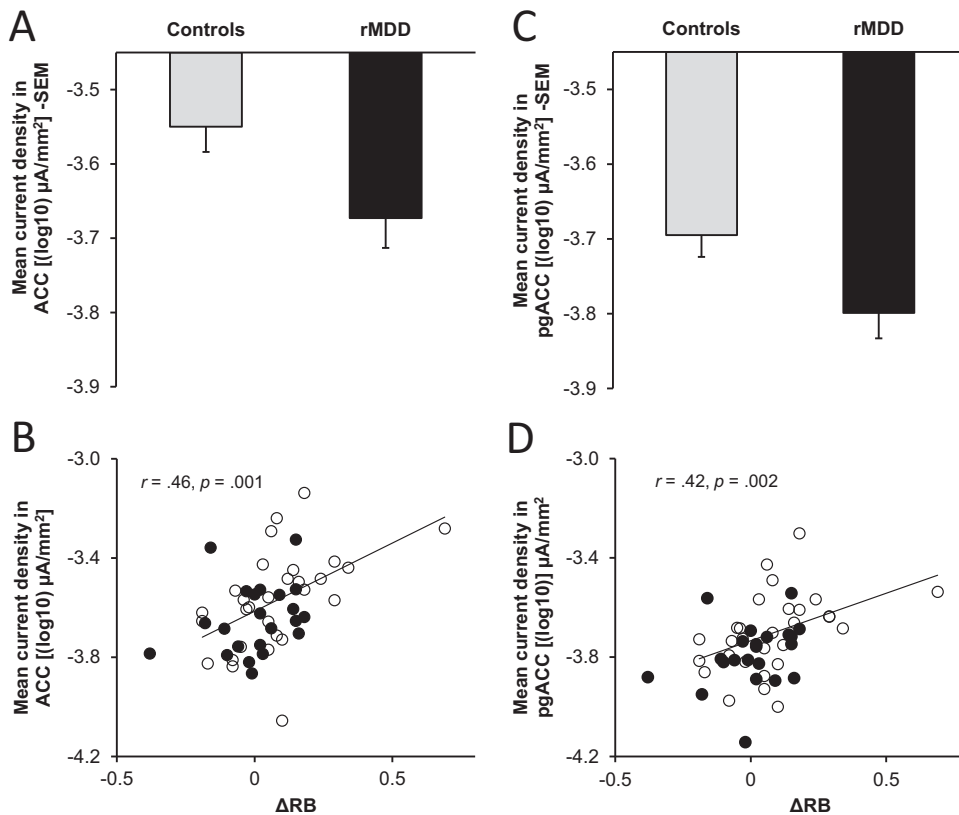 A
Controls
rMDD
Mean current density in
ACC [(log10) µA/mm²] -SEM
-3.5
-3.6
-3.7
-3.8
-3.9
C
Controls
rMDD
Mean current density in
pgACC [(log10) µA/mm²] -SEM
-3.5
-3.6
-3.7
-3.8
-3.9
B
r = .46, p = .001
Mean current density in
ACC [(log10) µA/mm²]
-3.0
-3.4
-3.8
-4.2
-0.5
0
0.5
ΔRB
D
r = .42, p = .002
Mean current density in
pgACC [(log10)] µA/mm²
-3.0
-3.4
-3.8
-4.2
-0.5
0
0.5
ΔRB